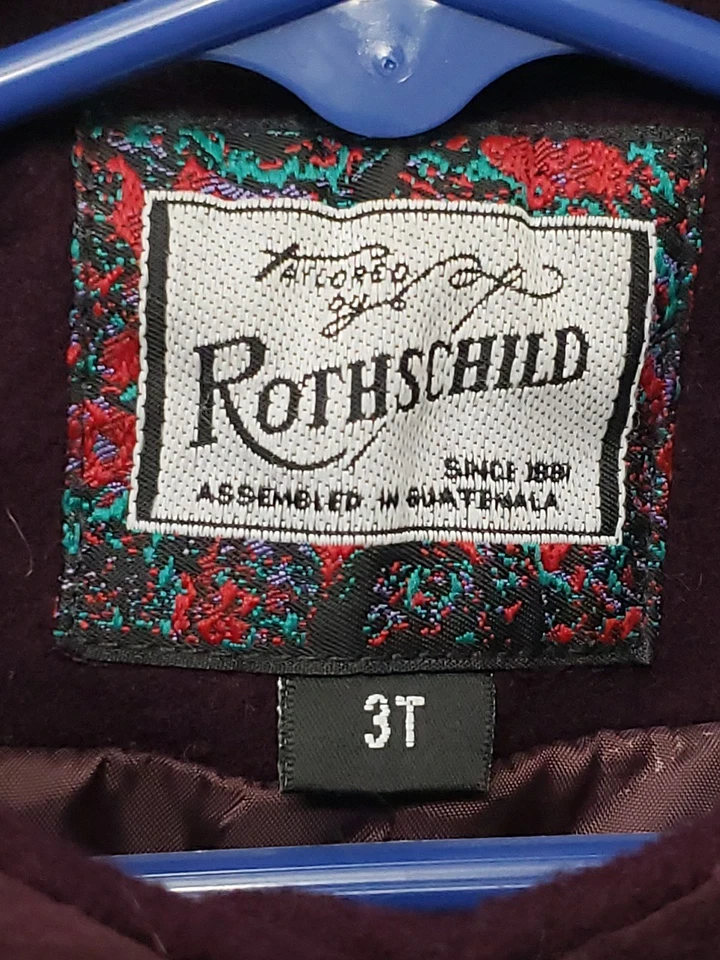 TAILORED
BY
ROTHSCHILD
SINCE 1881
ASSEMBLED IN GUATEMALA
3T